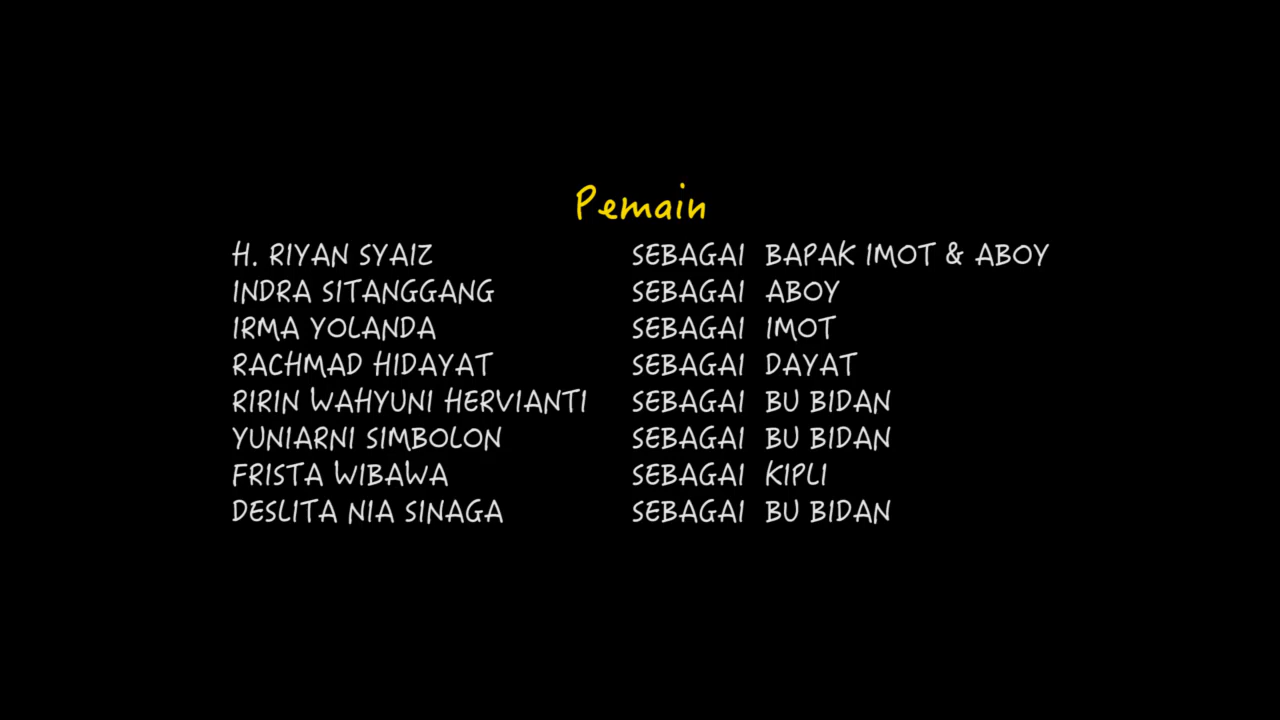 Pemain
H. RIYAN SYAIZ SEBAGAI BAPAK IMOT & ABOY
INDRA SITANGGANG SEBAGAI ABOY
IRMA YOLANDA SEBAGAI IMOT
RACHMAD HIDAYAT SEBAGAI DAYAT
RIRIN WAHYUNI HERVIANTI SEBAGAI BU BIDAN
YUNIARNI SIMBOLON SEBAGAI BU BIDAN
FRISTA WIBAWA SEBAGAI KIPLI
DESLITA NIA SINAGA SEBAGAI BU BIDAN